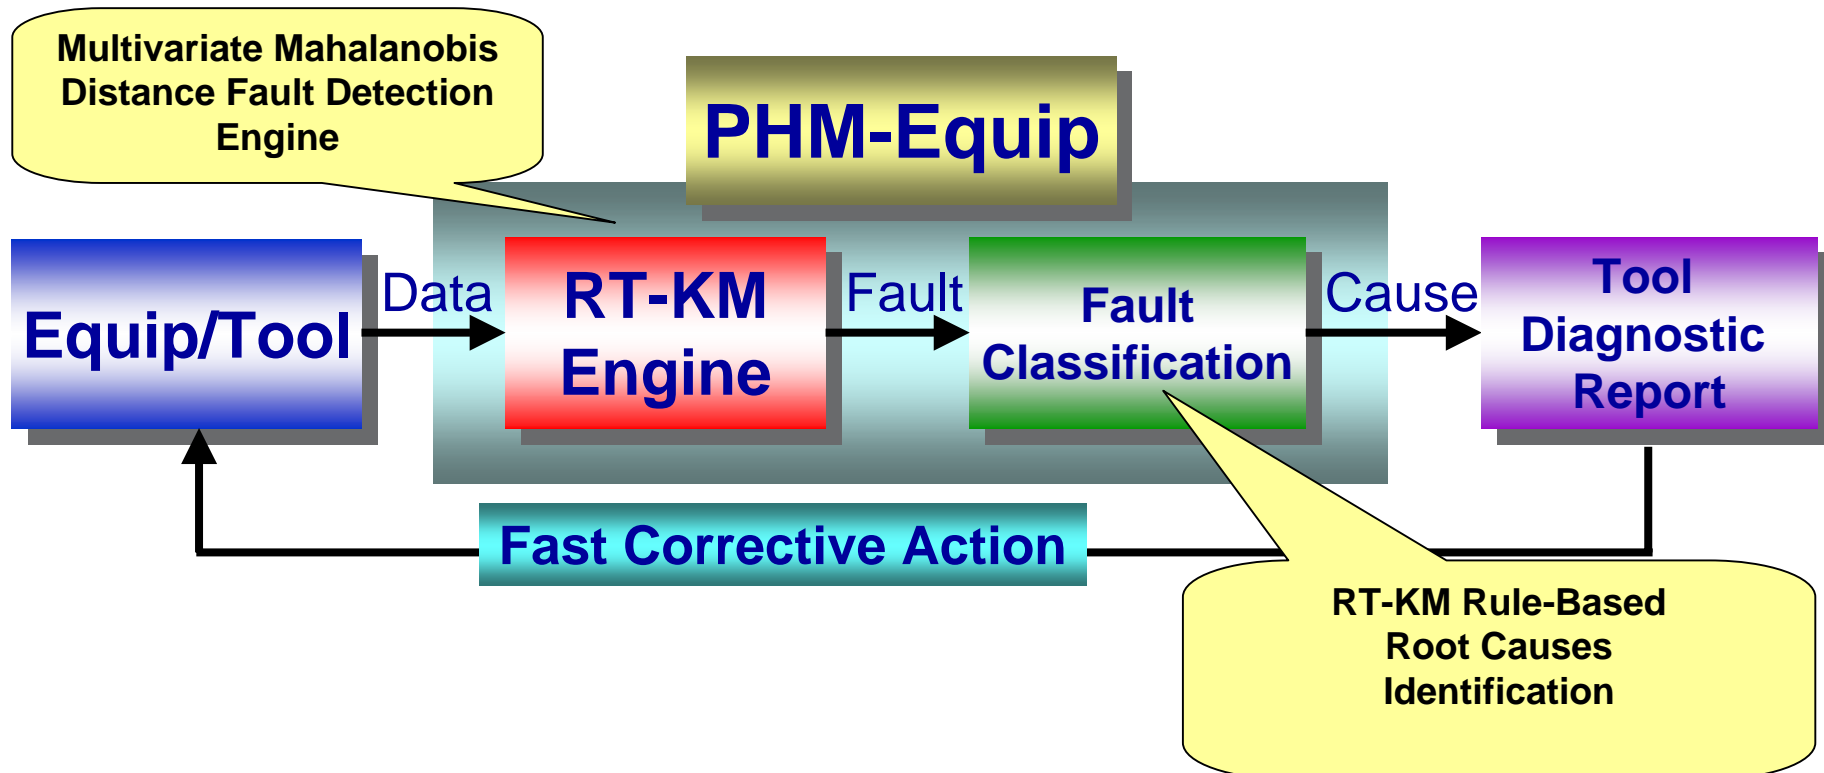 Multivariate Mahalanobis
Distance Fault Detection
Engine
PHM-Equip
Equip/Tool
Data
RT-KM
Engine
Fault
Fault
Classification
Cause
Tool
Diagnostic
Report
Fast Corrective Action
RT-KM Rule-Based
Root Causes
Identification